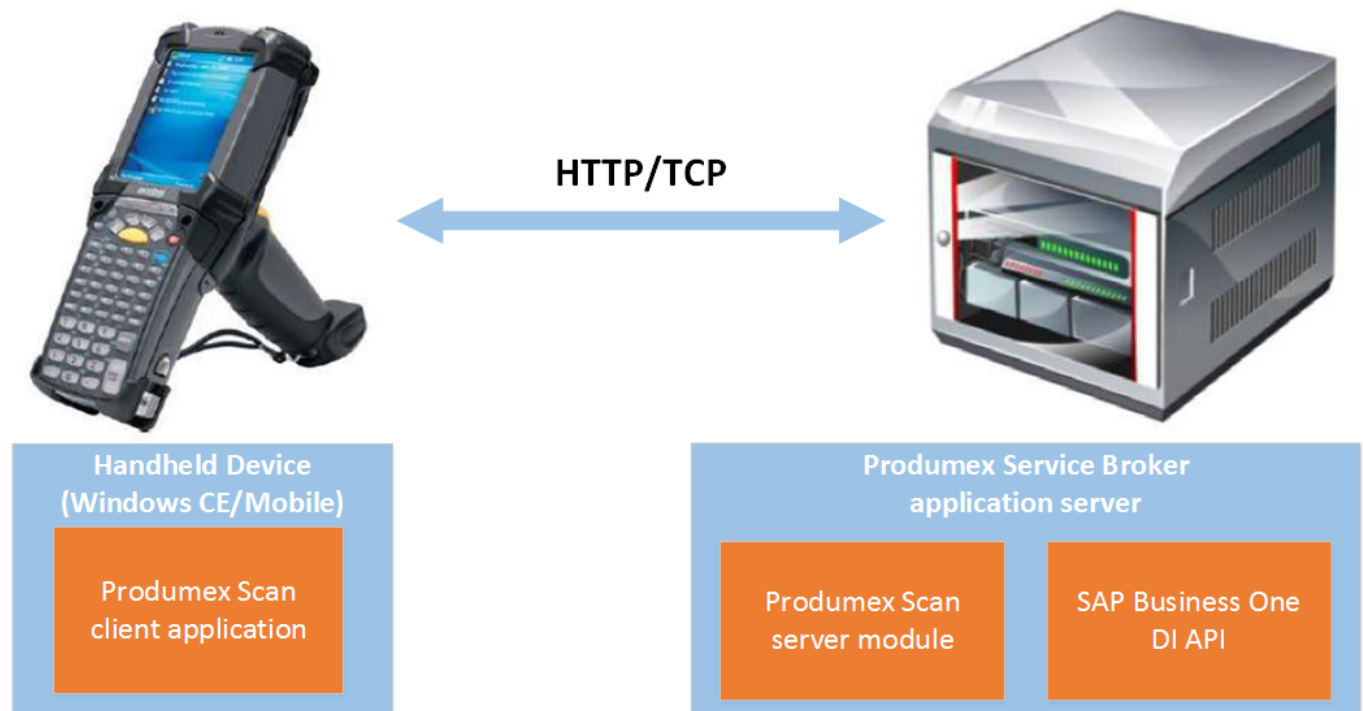 HTTP/TCP
Handheld Device
(Windows CE/Mobile)
Produmex Scan
client application
Produmex Service Broker
application server
Produmex Scan
server module
SAP Business One
DI API